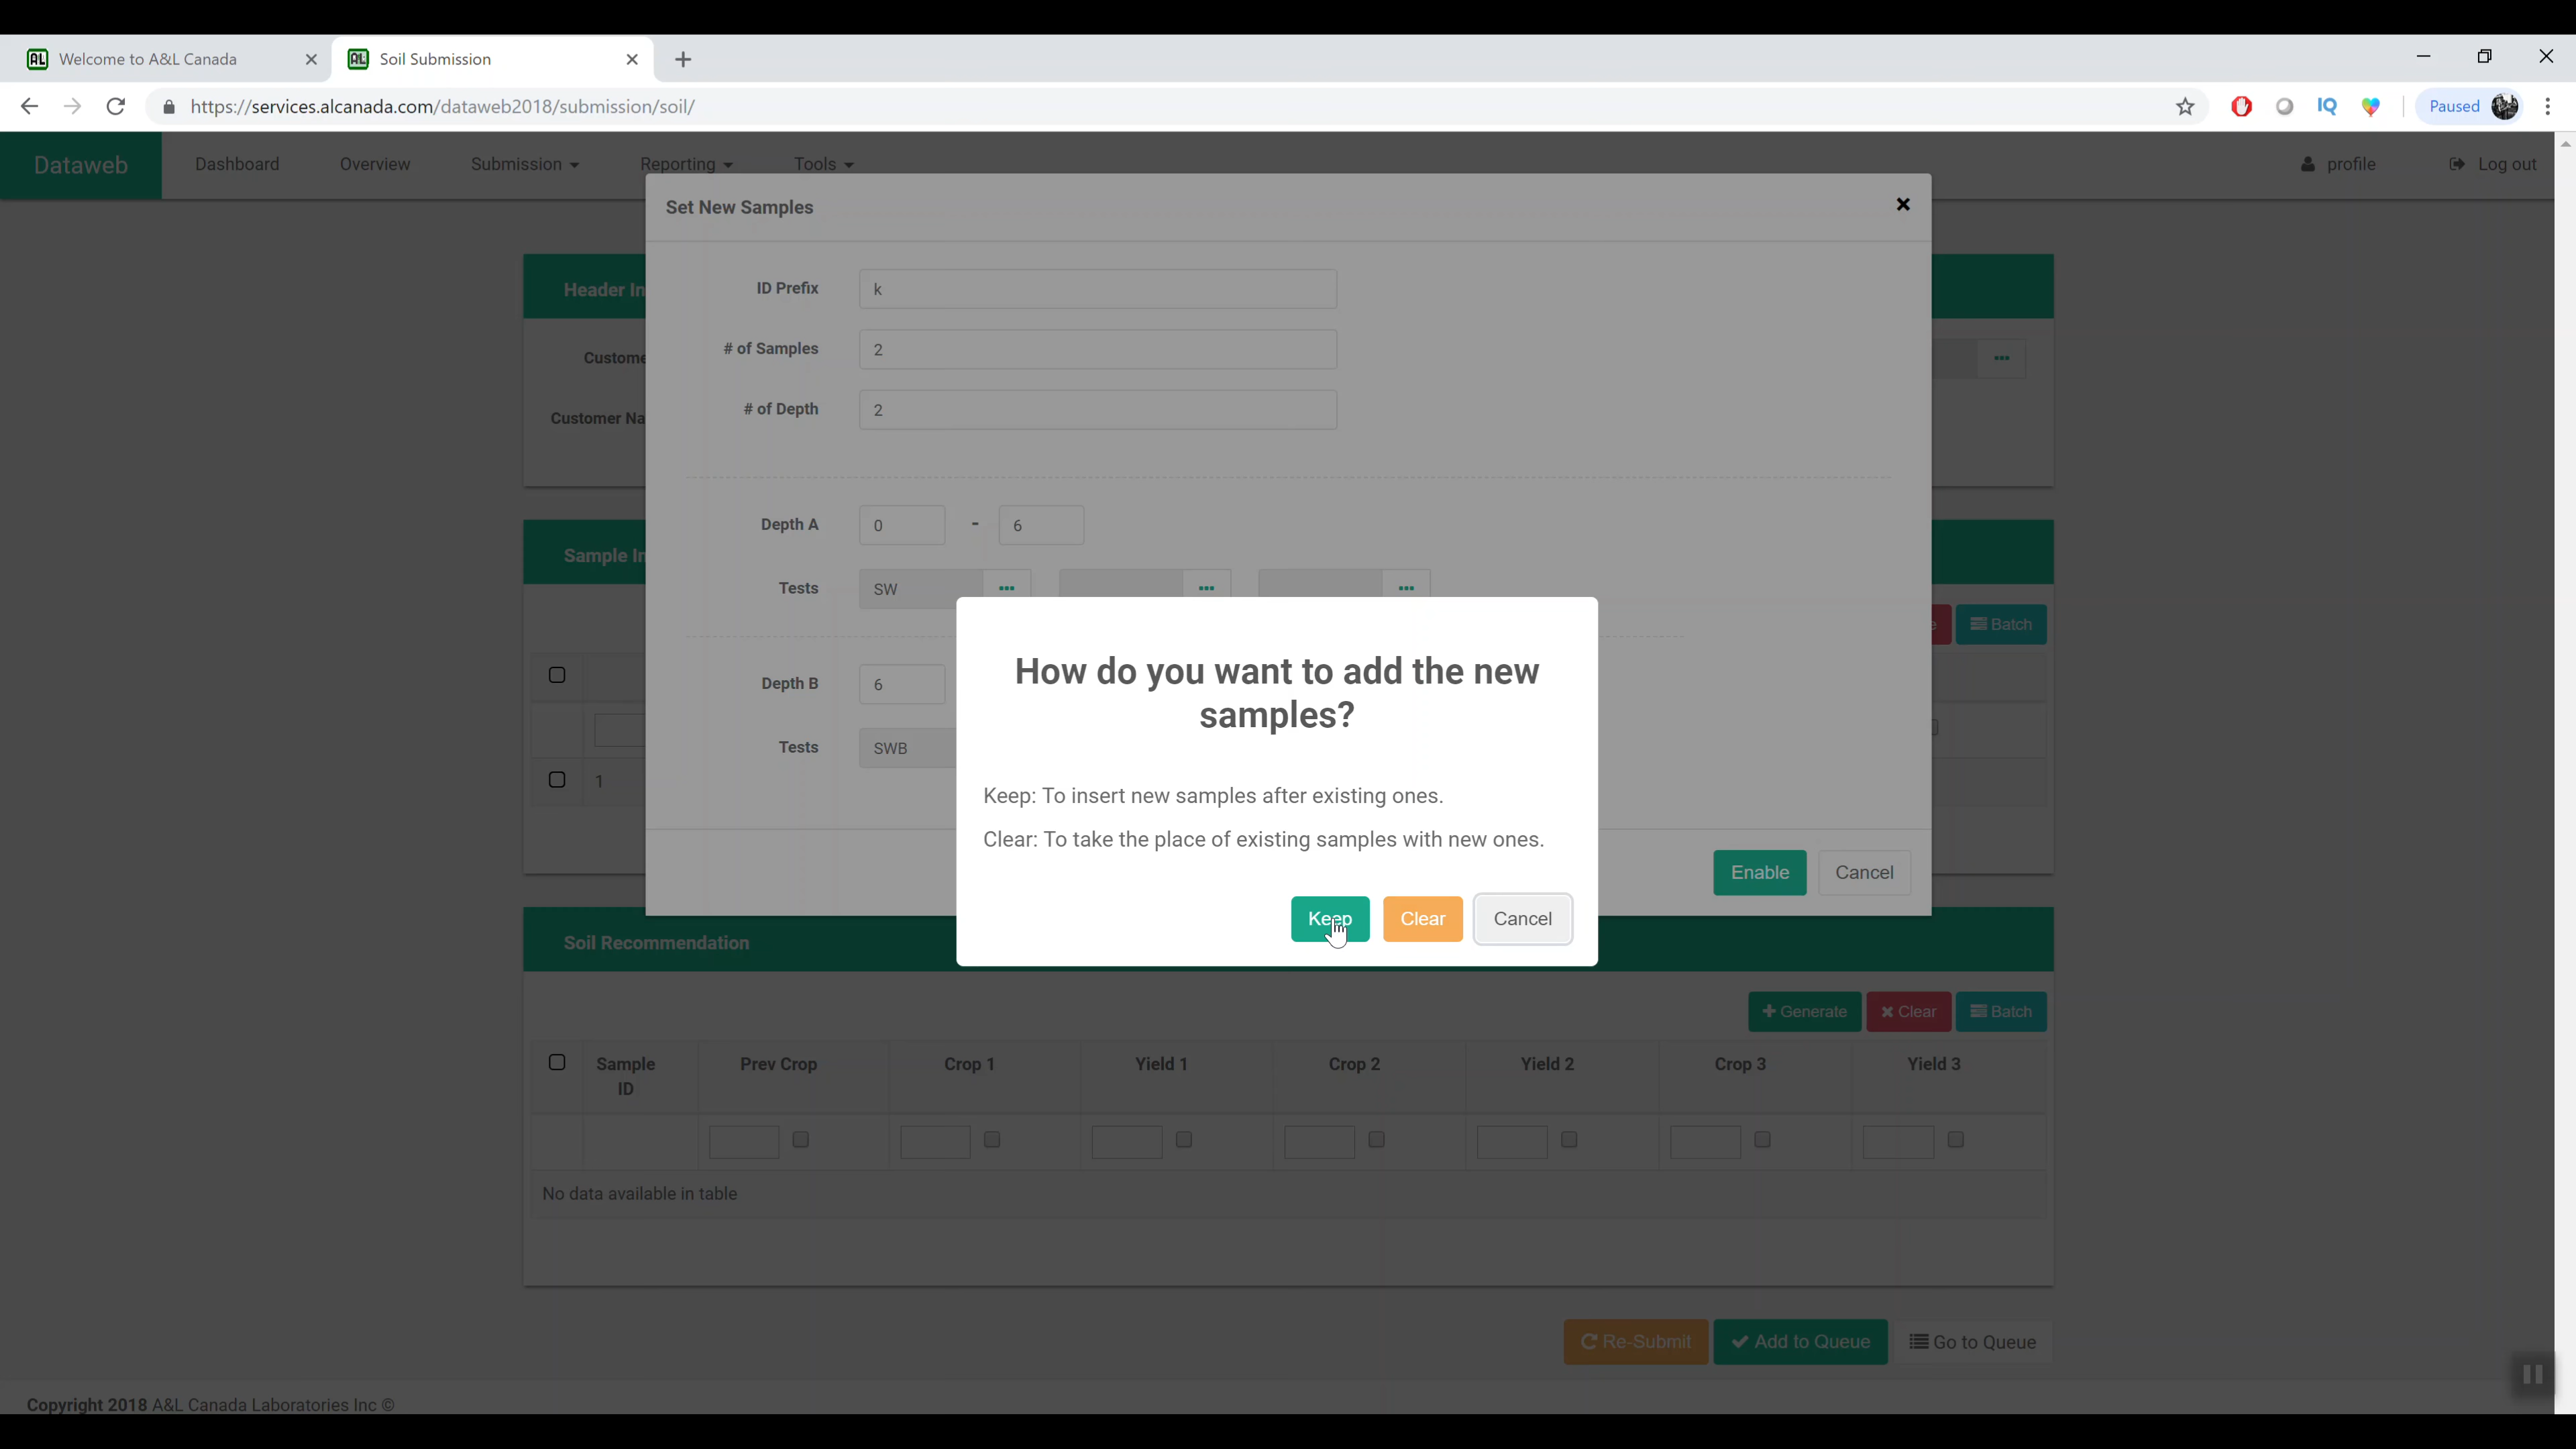 Welcome to A&L Canada
Soil Submission
https://services.alcanada.com/dataweb2018/submission/soil/
IQ
Paused
Dataweb
Dashboard
Overview
Submission
Reporting
Tools
profile
Log out
Set New Samples
Header In
ID Prefix
k
# of Samples
2
Custome
# of Depth
2
Customer Na
Depth A
0
-
6
Sample In
Tests
SW
Batch
How do you want to add the new
samples?
Depth B
6
Tests
SWB
1
Keep: To insert new samples after existing ones.
Clear: To take the place of existing samples with new ones.
Enable
Cancel
Keep
Clear
Cancel
Soil Recommendation
Generate
Clear
Batch
Sample
ID
Prev Crop
Crop 1
Yield 1
Crop 2
Yield 2
Crop 3
Yield 3
No data available in table
Re-Submit
Add to Queue
Go to Queue
Copyright 2018 A&L Canada Laboratories Inc ©